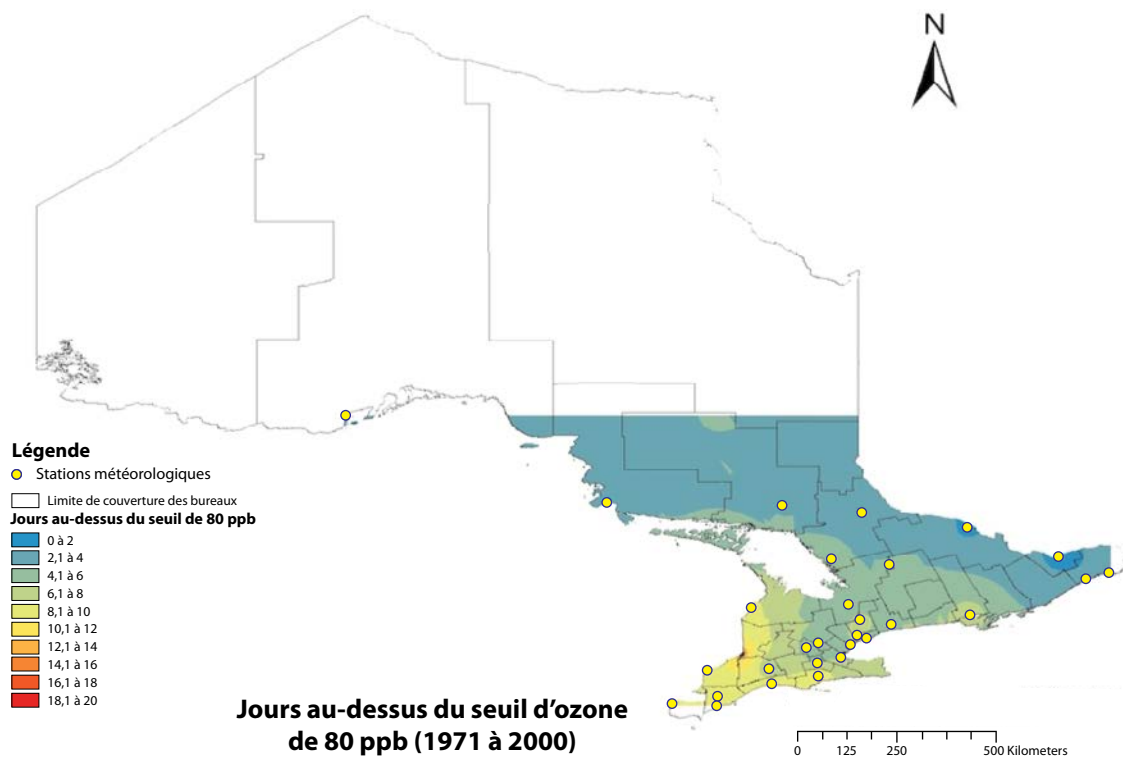 N
Légende
Stations météorologiques
Limite de couverture des bureaux
Jours au-dessus du seuil de 80 ppb
0 à 2
2,1 à 4
4,1 à 6
6,1 à 8
8,1 à 10
10,1 à 12
12,1 à 14
14,1 à 16
16,1 à 18
18,1 à 20
Jours au-dessus du seuil d’ozone
de 80 ppb (1971 à 2000)
0 125 250 500 Kilometers